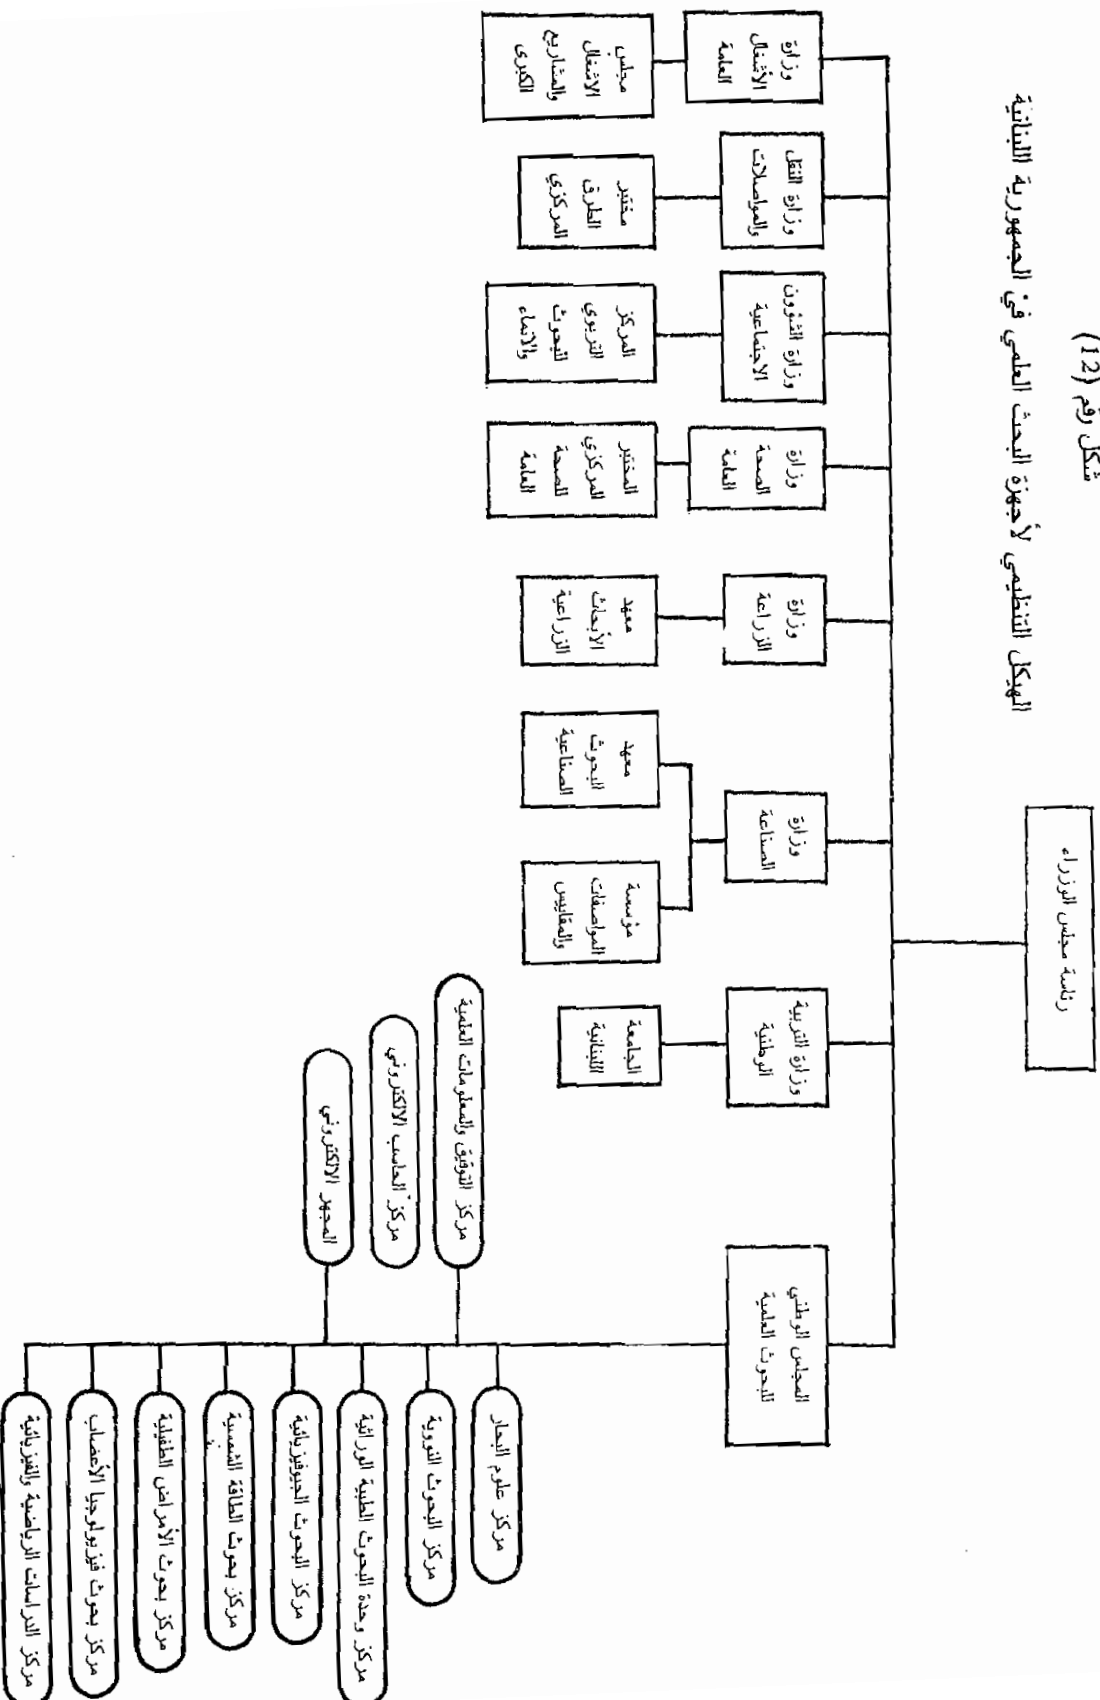 شكل رقم (12)
الهيكل التنظيمي لأجهزة البحث العلمي في الجمهورية اللبنانية
رئاسة مجلس الوزراء
وزارة
الأشغال
العامة
وزارة النقل
والمواصلات
وزارة الشؤون
الاجتماعية
وزارة
الصحة
العامة
وزارة
الزراعة
وزارة
الصناعة
وزارة التربية
الوطنية
المجلس الوطني
للبحوث العلمية
مجلس
الاشغال
والمشاريع
الكبرى
مختبر
الطرق
المركزي
المركز
التربوي
للبحوث
والانماء
المختبر
المركزي
للصحة
العامة
معهد
الأبحاث
الزراعية
معهد
البحوث
الصناعية
مؤسسة
المواصفات
والمقاييس
الجامعة
اللبنانية
مركز التوثيق والمعلومات العلمية
مركز الحاسب الالكتروني
المجهر الالكتروني
مركز علوم البحار
مركز البحوث النووية
مركز وحدة البحوث الطبية الوراثية
مركز البحوث الجيوفيزيائية
مركز بحوث الطاقة الشمسية
مركز بحوث الأمراض الطفيلية
مركز بحوث فيزيولوجيا الأعصاب
مركز الدراسات الرياضية والفيزيائية